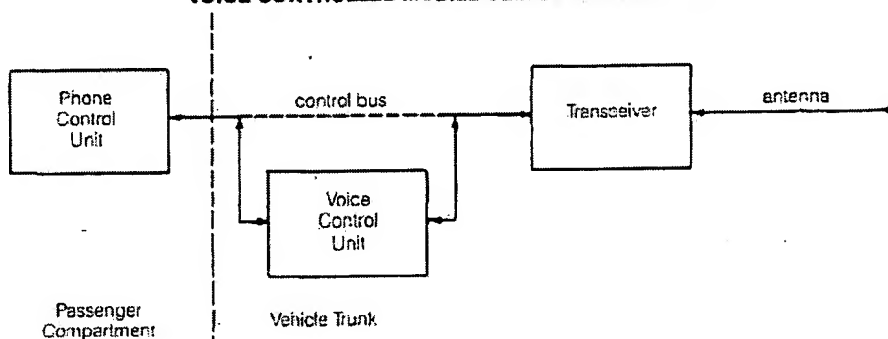 Phone
Control
Unit
control bus
Transceiver
antenna
Voice
Control
Unit
Passenger
Compartment
Vehicle Trunk